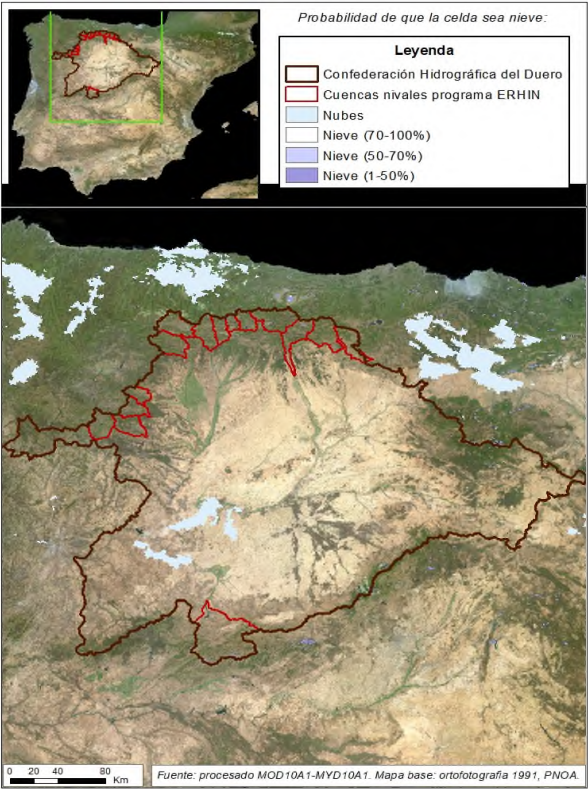 Probabilidad de que la celda sea nieve:
Leyenda
Confederación Hidrográfica del Duero
Cuencas nivales programa ERHIN
Nubes
Nieve (70-100%)
Nieve (50-70%)
Nieve (1-50%)
0 20 40 80
Km
Fuente: procesado MOD10A1-MYD10A1. Mapa base: ortofotografia 1991, PNOA.